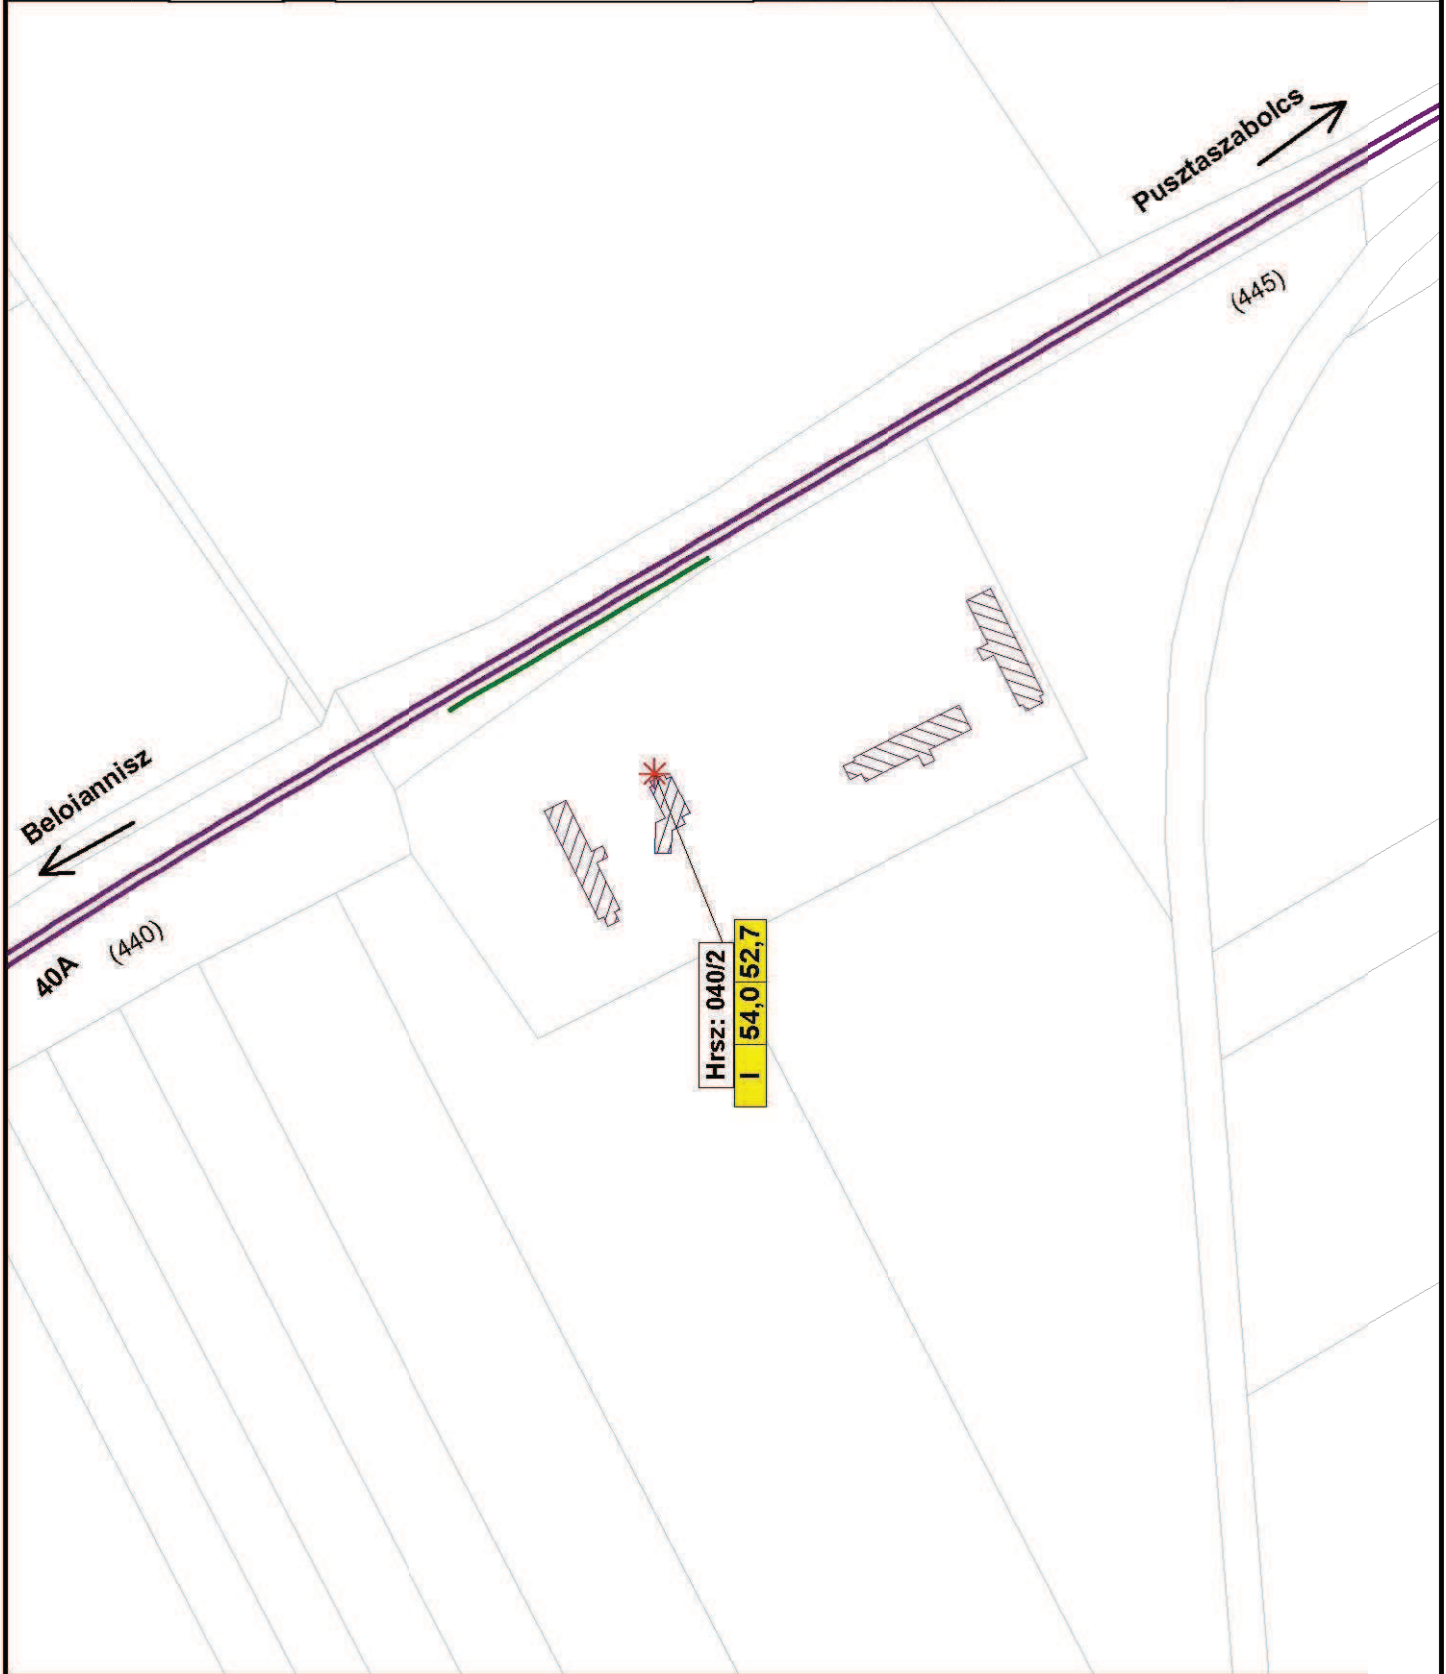 Pusztaszabolcs
(445)
Beloiannisz
(440)
40A
Hrsz: 040/2
I 54,0 52,7